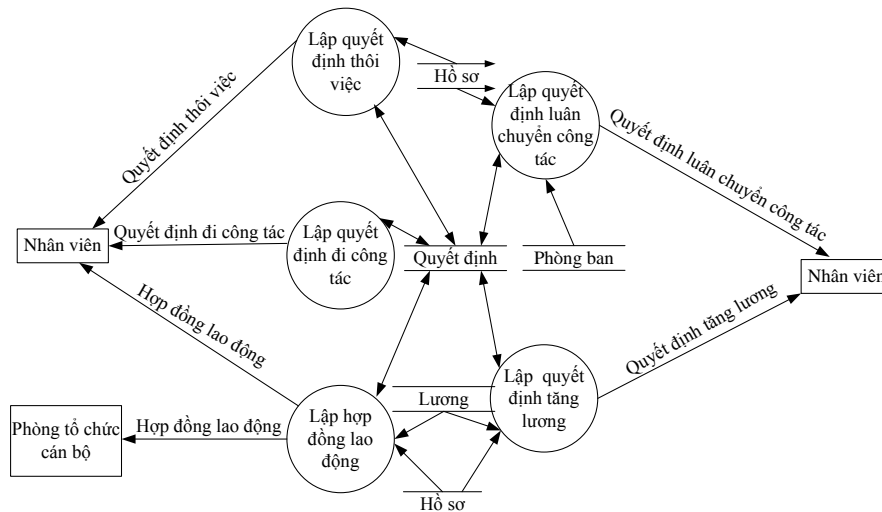 Lập quyết
định thôi
việc
Hồ sơ
Lập quyết
định luân
chuyển công
tác
Quyết định thôi việc
Quyết định luân chuyển công tác
Nhân viên
Quyết định đi công tác
Lập quyết
định đi công
tác
Quyết định
Phòng ban
Nhân viên
Hợp đồng lao động
Quyết định tăng lương
Phòng tổ chức
cán bộ
Hợp đồng lao động
Lập hợp
đồng lao
động
Lương
Lập quyết
định tăng
lương
Hồ sơ